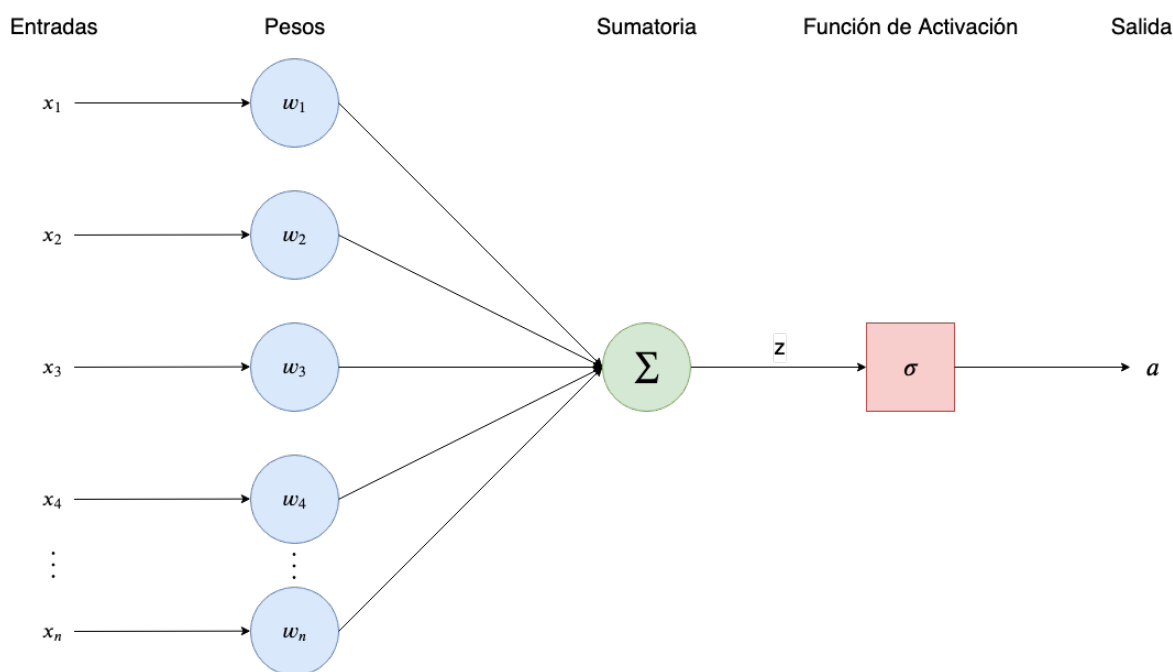 Entradas Pesos Sumatoria Función de Activación Salida
x₁ w₁
x₂ w₂
z
x₃ w₃ Σ σ a
x₄ w₄
⋮ ⋮
xₙ wₙ